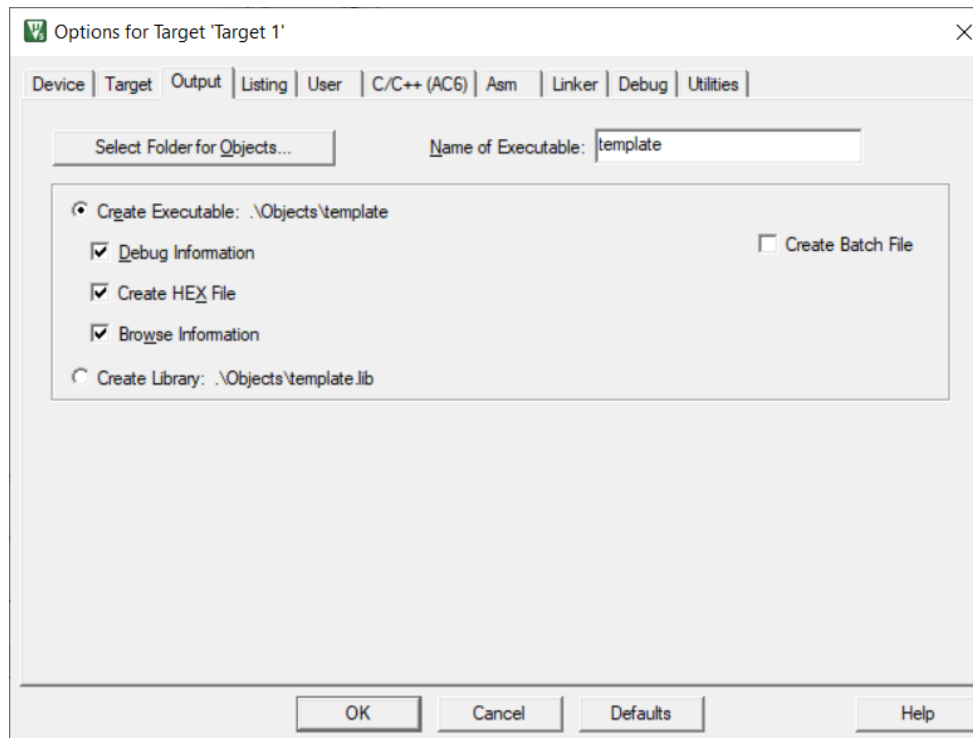 Options for Target 'Target 1'
Device Target Output Listing User C/C++ (AC6) Asm Linker Debug Utilities
Select Folder for Objects... Name of Executable: template
Create Executable: .\Objects\template
Debug Information Create Batch File
Create HEX File
Browse Information
Create Library: .\Objects\template.lib
OK Cancel Defaults Help